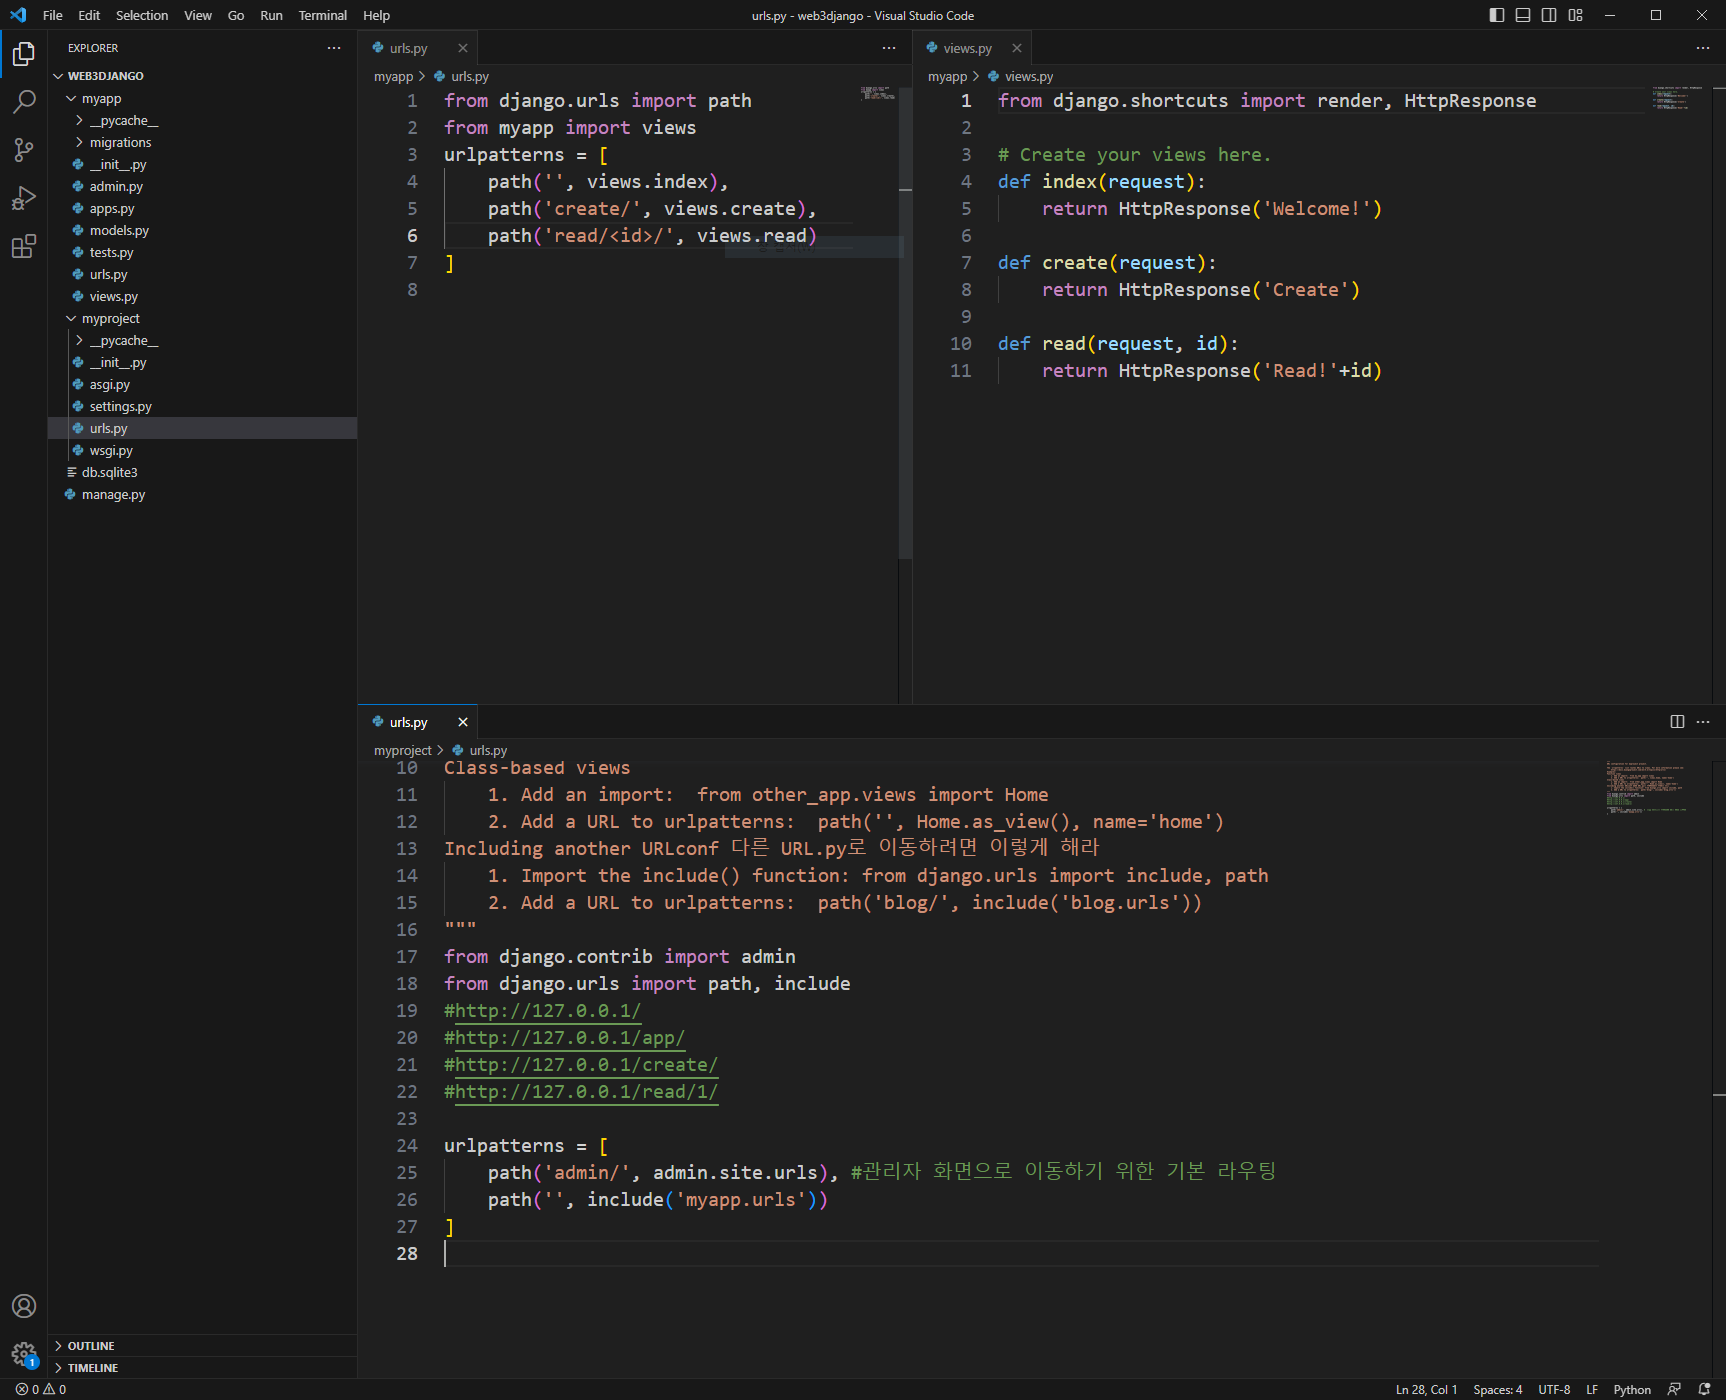 File Edit Selection View Go Run Terminal Help
urls.py - web3django - Visual Studio Code
EXPLORER
WEB3DJANGO
myapp
__pycache__
migrations
__init__.py
admin.py
apps.py
models.py
tests.py
urls.py
views.py
myproject
__pycache__
__init__.py
asgi.py
settings.py
urls.py
wsgi.py
db.sqlite3
manage.py
OUTLINE
TIMELINE
urls.py
myapp > urls.py
1 from django.urls import path
2 from myapp import views
3 urlpatterns = [
4     path('', views.index),
5     path('create/', views.create),
6     path('read/<id>/', views.read)
7 ]
8
views.py
myapp > views.py
1 from django.shortcuts import render, HttpResponse
2
3 # Create your views here.
4 def index(request):
5     return HttpResponse('Welcome!')
6
7 def create(request):
8     return HttpResponse('Create')
9
10 def read(request, id):
11     return HttpResponse('Read!'+id)
urls.py
myproject > urls.py
10 Class-based views
11     1. Add an import:  from other_app.views import Home
12     2. Add a URL to urlpatterns:  path('', Home.as_view(), name='home')
13 Including another URLconf 다른 URL.py로 이동하려면 이렇게 해라
14     1. Import the include() function: from django.urls import include, path
15     2. Add a URL to urlpatterns:  path('blog/', include('blog.urls'))
16 """
17 from django.contrib import admin
18 from django.urls import path, include
19 #http://127.0.0.1/
20 #http://127.0.0.1/app/
21 #http://127.0.0.1/create/
22 #http://127.0.0.1/read/1/
23
24 urlpatterns = [
25     path('admin/', admin.site.urls), #관리자 화면으로 이동하기 위한 기본 라우팅
26     path('', include('myapp.urls'))
27 ]
28
1
0 0
Ln 28, Col 1 Spaces: 4 UTF-8 LF Python